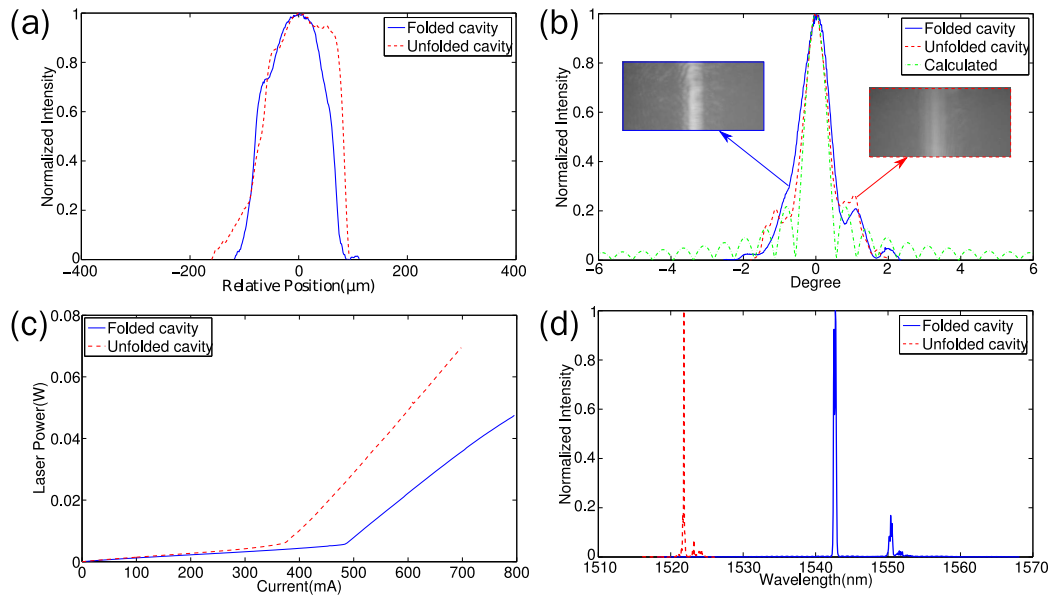 (a)
Normalized Intensity
1
0.8
0.6
0.4
0.2
0
−400
−200
0
200
400
Relative Position(μm)
Folded cavity
Unfolded cavity
(b)
Normalized Intensity
1
0.8
0.6
0.4
0.2
0
−6
−4
−2
0
2
4
6
Degree
Folded cavity
Unfolded cavity
Calculated
(c)
Laser Power(W)
0.08
0.06
0.04
0.02
0
0
100
200
300
400
500
600
700
800
Current(mA)
Folded cavity
Unfolded cavity
(d)
Normalized Intensity
1
0.8
0.6
0.4
0.2
0
1510
1520
1530
1540
1550
1560
1570
Wavelength(nm)
Folded cavity
Unfolded cavity